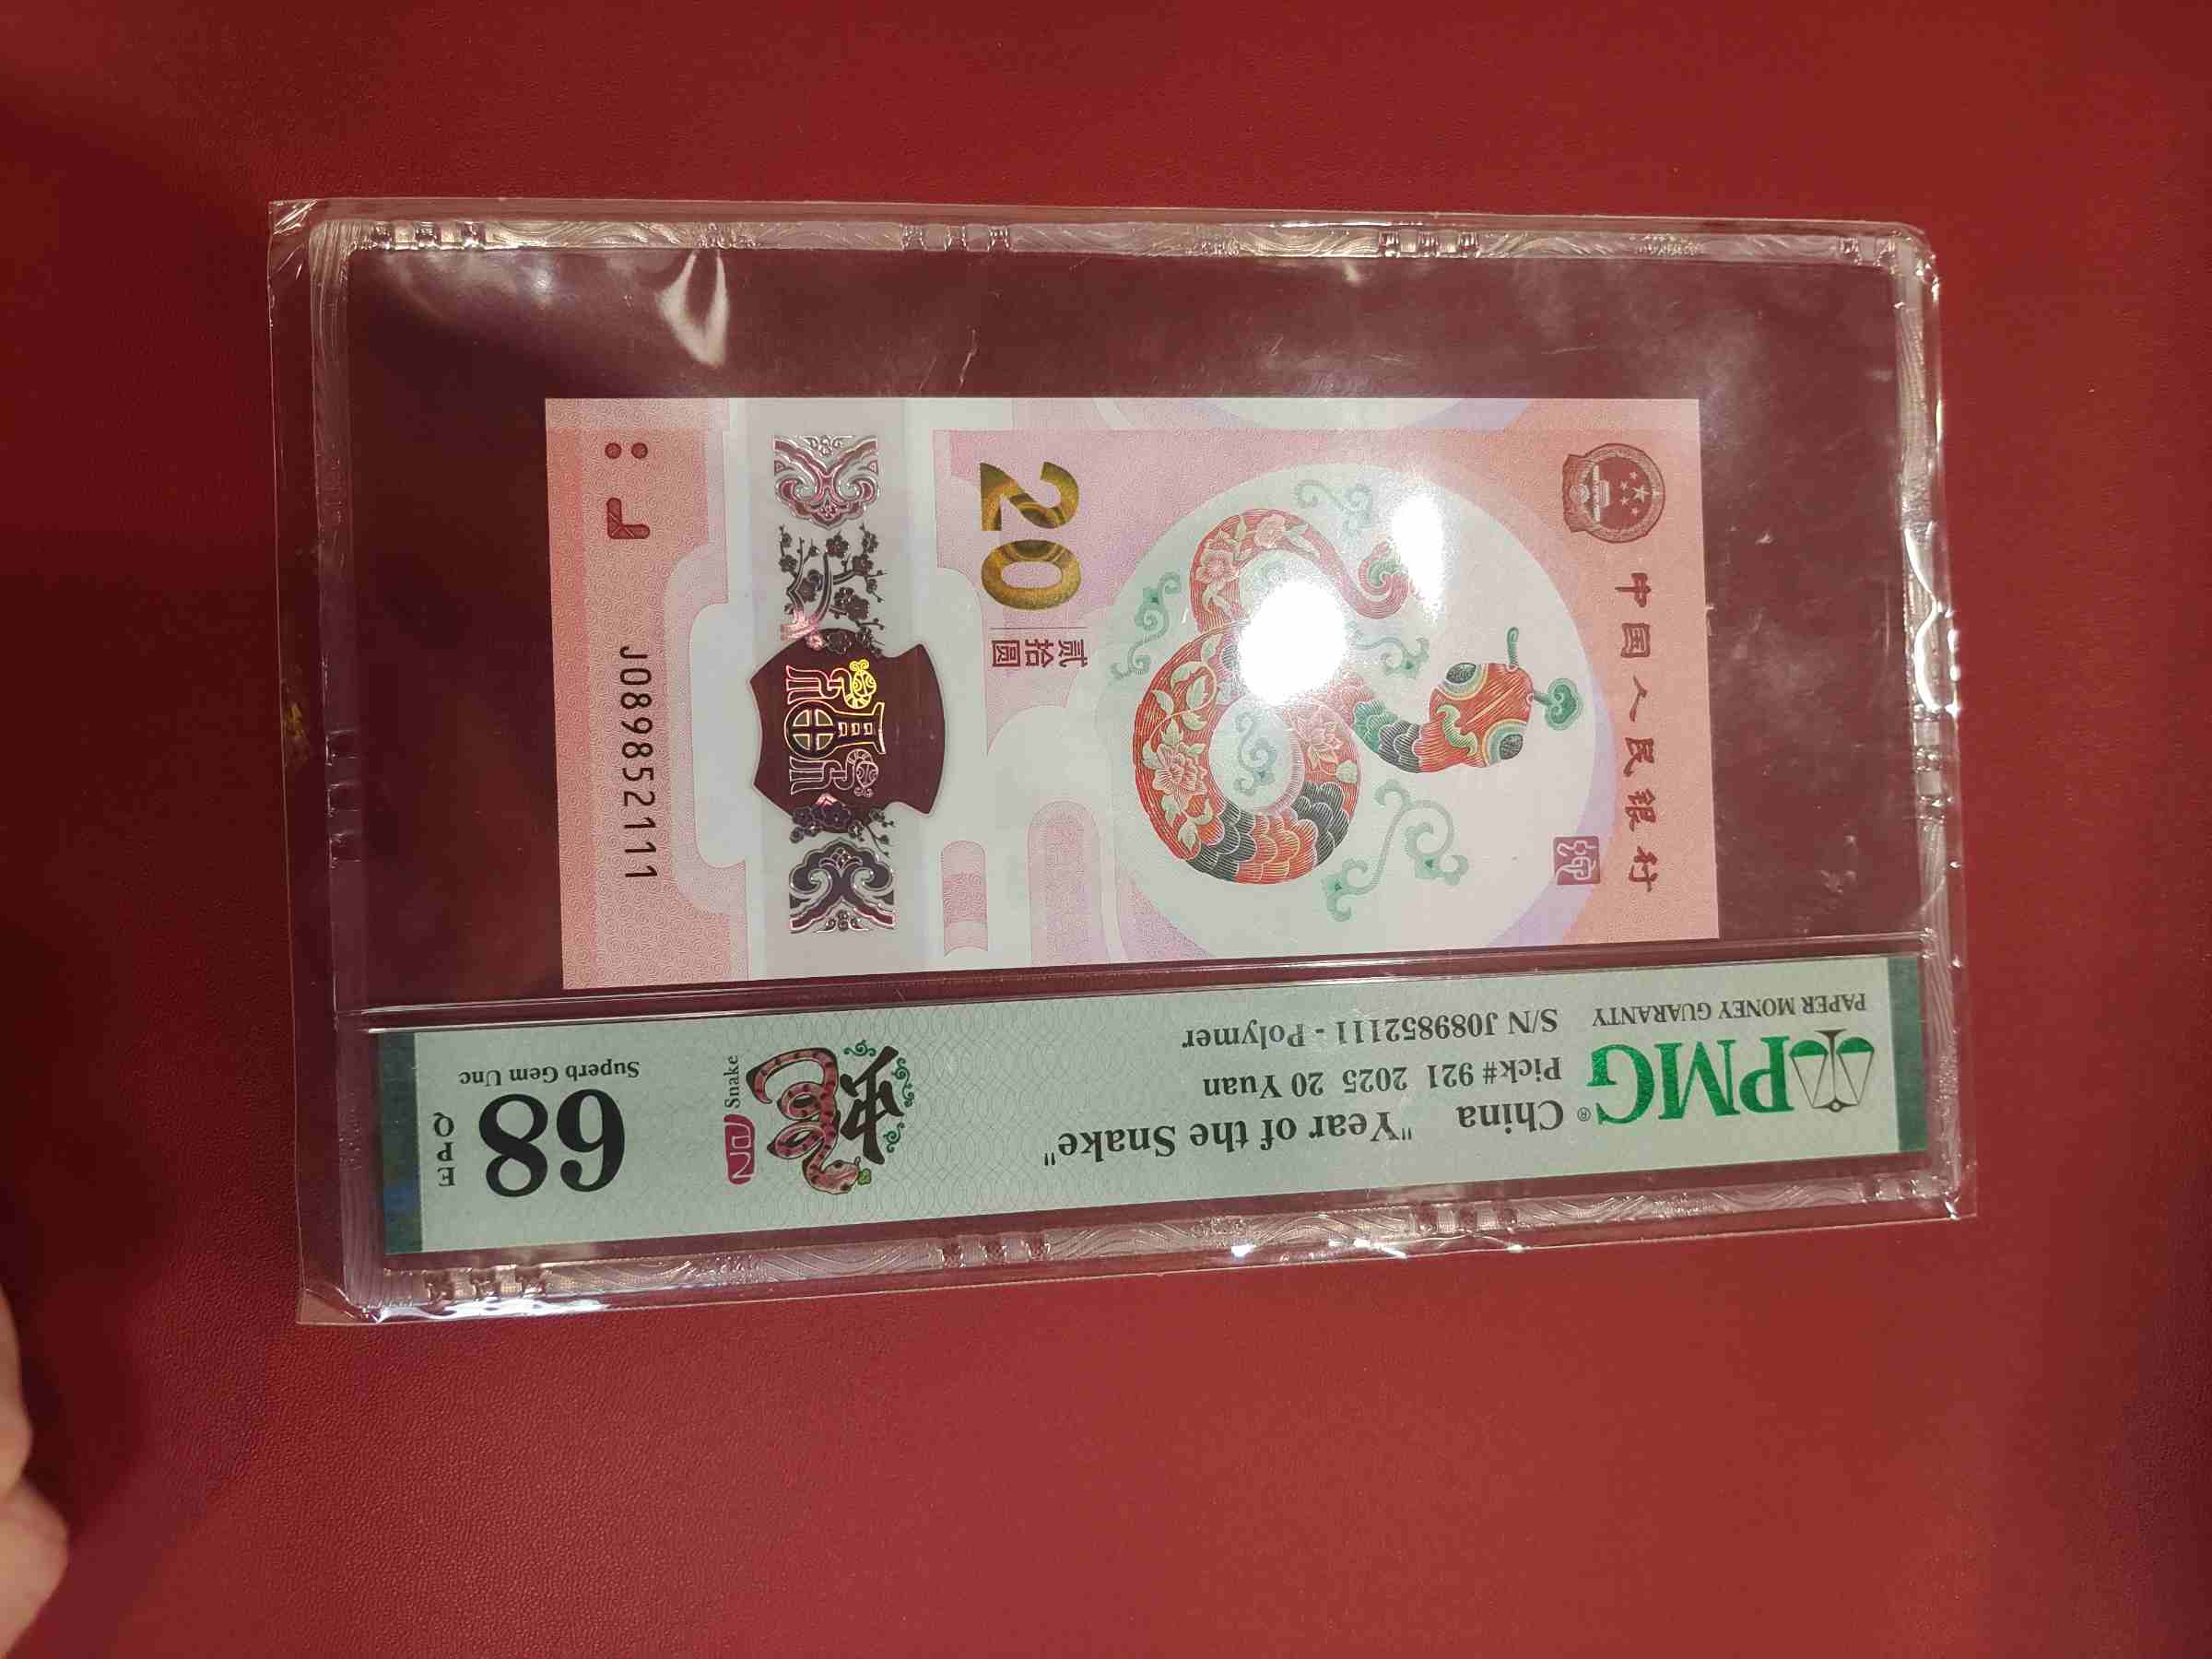 PMG®
PAPER MONEY GUARANTY
China "Year of the Snake"
Pick# 921 2025 20 Yuan
S/N J089852111 - Polymer
年
Snake
68
Superb Gem Unc
E
P
Q
中国人民银行
20
贰拾圆
J089852111